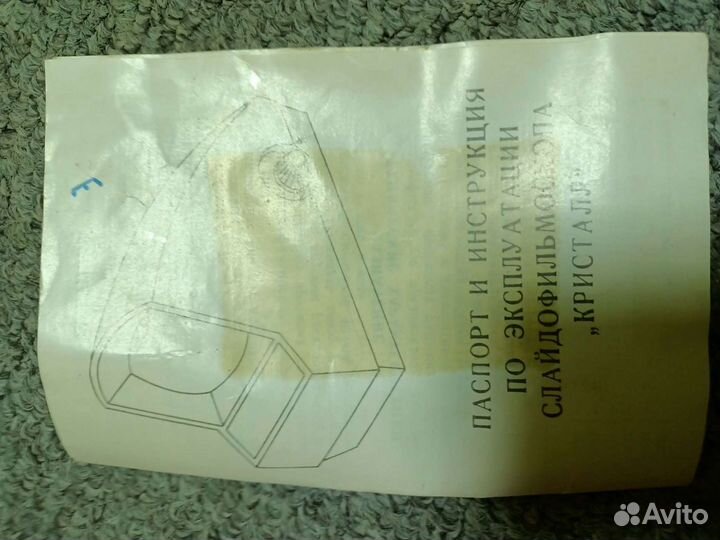 ПАСПОРТ И ИНСТРУКЦИЯ
ПО ЭКСПЛУАТАЦИИ
СЛАЙДОФИЛЬМОСКОПА
„КРИСТАЛЛ"
Avito